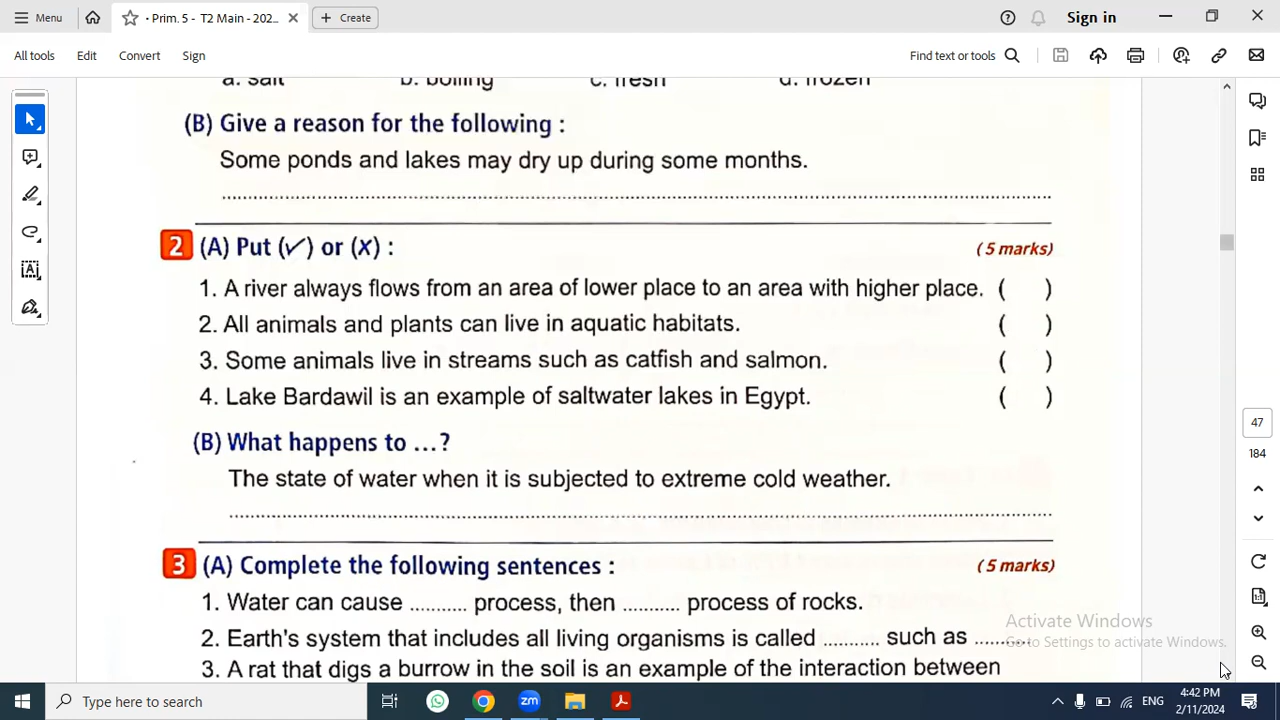 Menu
• Prim. 5 - T2 Main - 202...
Create
Sign in
All tools Edit Convert Sign
Find text or tools
a. salt b. boiling c. fresh d. frozen
(B) Give a reason for the following :
Some ponds and lakes may dry up during some months.
2 (A) Put (✓) or (x) : (5 marks)
1. A river always flows from an area of lower place to an area with higher place. ( )
2. All animals and plants can live in aquatic habitats. ( )
3. Some animals live in streams such as catfish and salmon. ( )
4. Lake Bardawil is an example of saltwater lakes in Egypt. ( )
(B) What happens to ...?
The state of water when it is subjected to extreme cold weather.
3 (A) Complete the following sentences : (5 marks)
1. Water can cause ........... process, then ........... process of rocks.
2. Earth's system that includes all living organisms is called ........... such as ...........
3. A rat that digs a burrow in the soil is an example of the interaction between
47
184
Activate Windows
Go to Settings to activate Windows.
Type here to search
zm
ENG
4:42 PM
2/11/2024